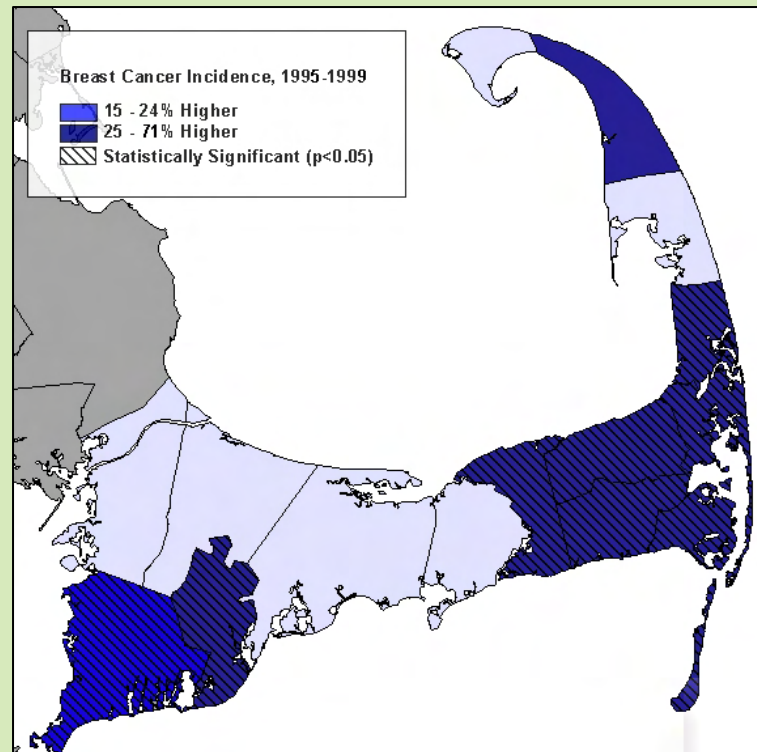 Breast Cancer Incidence, 1995-1999
15 - 24% Higher
25 - 71% Higher
Statistically Significant (p<0.05)